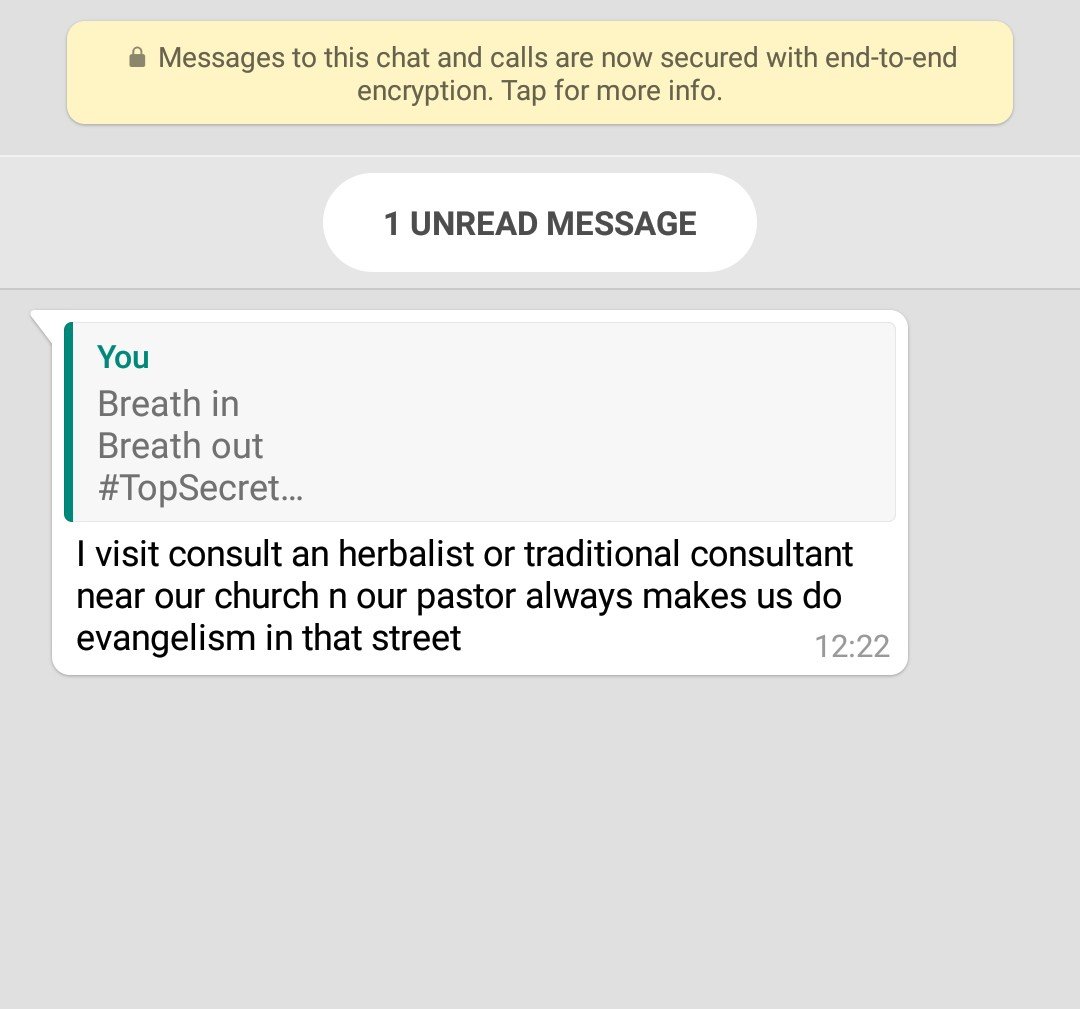 Messages to this chat and calls are now secured with end-to-end
encryption. Tap for more info.
1 UNREAD MESSAGE
You
Breath in
Breath out
#TopSecret...
I visit consult an herbalist or traditional consultant
near our church n our pastor always makes us do
evangelism in that street
12:22